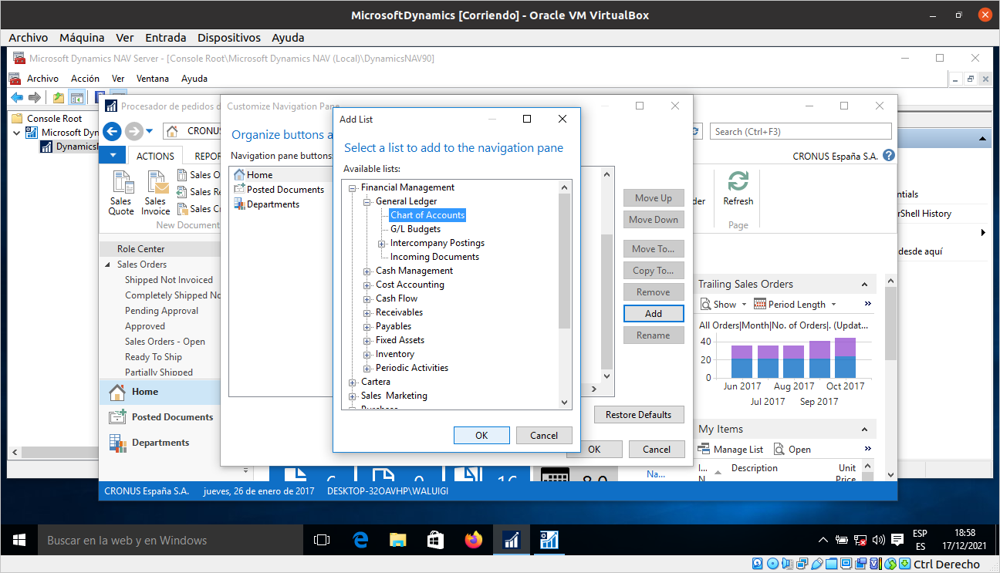 MicrosoftDynamics [Corriendo] - Oracle VM VirtualBox
Archivo Máquina Ver Entrada Dispositivos Ayuda
Microsoft Dynamics NAV Server - [Console Root\Microsoft Dynamics NAV (Local)\DynamicsNAV90]
Archivo Acción Ver Ventana Ayuda
Console Root
Microsoft Dyn
Dynamics
Procesador de pedidos d
CRONUS
Search (Ctrl+F3)
ACTIONS
REPOR
CRONUS España S.A.
Sales Quote
Sales Invoice
Sales O
Sales Re
Sales C
New Document
der
Refresh
Page
Role Center
Sales Orders
Shipped Not Invoiced
Completely Shipped No
Pending Approval
Approved
Sales Orders - Open
Ready To Ship
Partially Shipped
Home
Posted Documents
Departments
Customize Navigation Pane
Organize buttons a
Navigation pane buttons:
Home
Posted Documents
Departments
Move Up
Move Down
Move To...
Copy To...
Remove
Add
Rename
Restore Defaults
OK
Cancel
Add List
Select a list to add to the navigation pane
Available lists:
Financial Management
General Ledger
Chart of Accounts
G/L Budgets
Intercompany Postings
Incoming Documents
Cash Management
Cost Accounting
Cash Flow
Receivables
Payables
Fixed Assets
Inventory
Periodic Activities
Cartera
Sales Marketing
Purchase
OK
Cancel
ntials
rShell History
desde aquí
Trailing Sales Orders
Show
Period Length
All Orders|Month|No. of Orders|. (Updat...
40
20
0
Jun 2017 Aug 2017 Oct 2017
Jul 2017 Sep 2017
My Items
Manage List
Open
I... Description Unit
N Price
Na...
CRONUS España S.A. jueves, 26 de enero de 2017 DESKTOP-32OAVHP\WALUIGI
Buscar en la web y en Windows
ESP
ES
18:58
17/12/2021
Ctrl Derecho